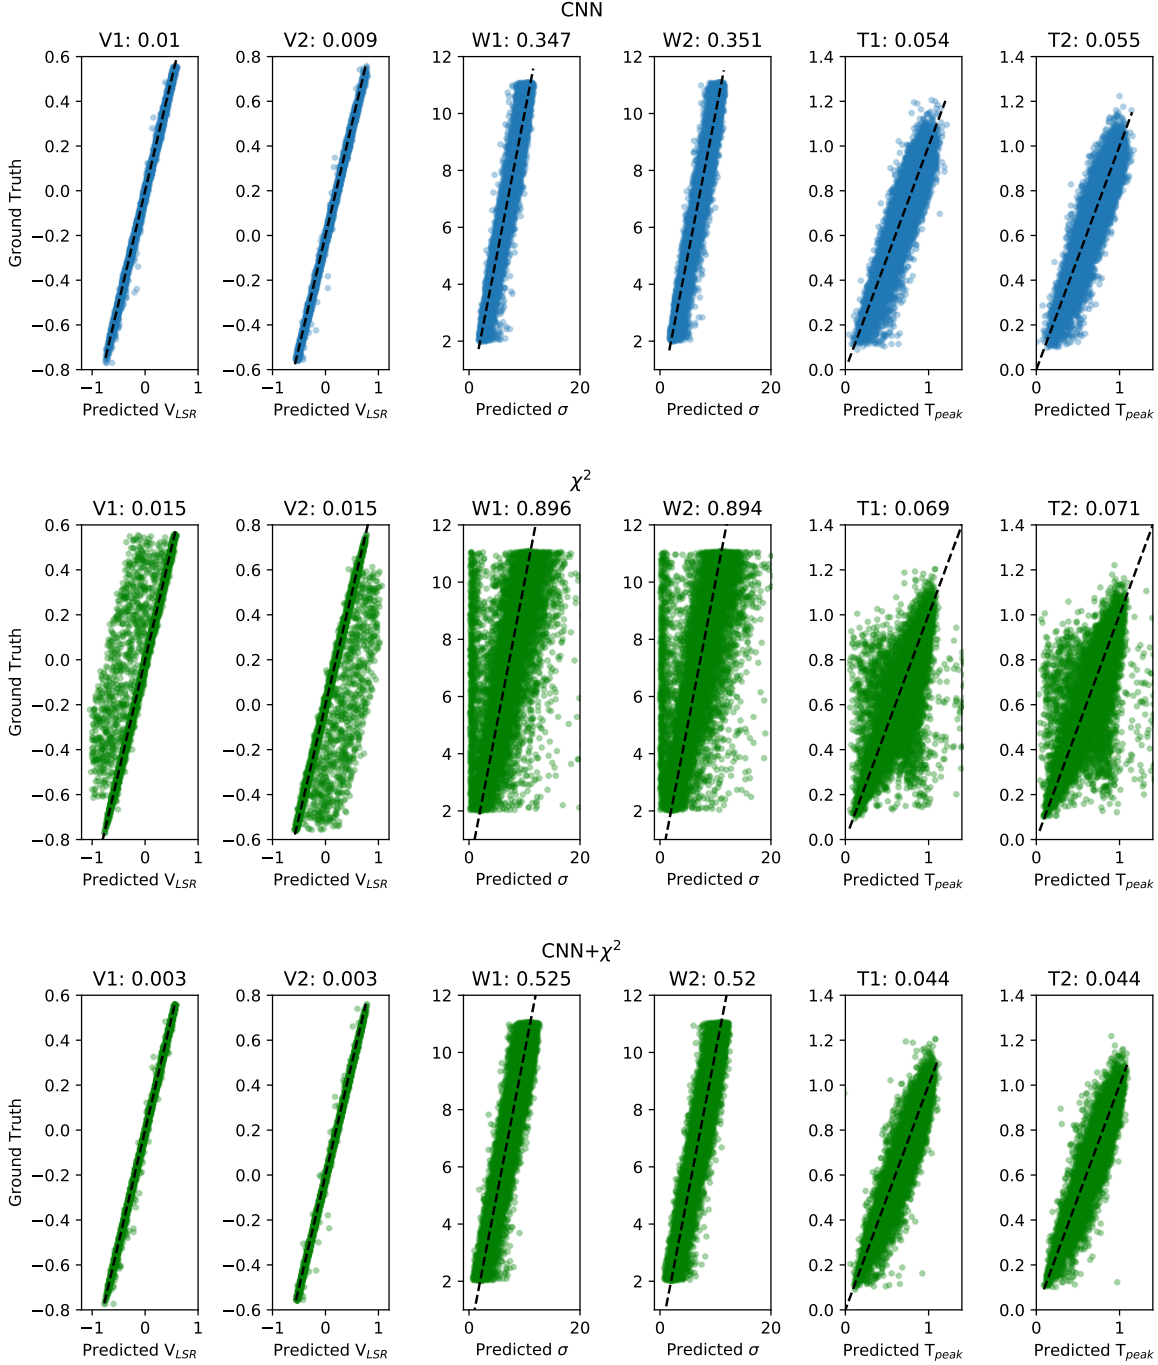 CNN
V1: 0.01 V2: 0.009 W1: 0.347 W2: 0.351 T1: 0.054 T2: 0.055
Ground Truth
0.6 0.4 0.2 0.0 −0.2 −0.4 −0.6 −0.8
0.8 0.6 0.4 0.2 0.0 −0.2 −0.4 −0.6
12 10 8 6 4 2
12 10 8 6 4 2
1.4 1.2 1.0 0.8 0.6 0.4 0.2 0.0
1.4 1.2 1.0 0.8 0.6 0.4 0.2 0.0
−1 0 1 −1 0 1 0 20 0 20 0 1 0 1
Predicted V_LSR Predicted V_LSR Predicted σ Predicted σ Predicted T_peak Predicted T_peak
χ²
V1: 0.015 V2: 0.015 W1: 0.896 W2: 0.894 T1: 0.069 T2: 0.071
Ground Truth
0.6 0.4 0.2 0.0 −0.2 −0.4 −0.6 −0.8
0.8 0.6 0.4 0.2 0.0 −0.2 −0.4 −0.6
12 10 8 6 4 2
12 10 8 6 4 2
1.4 1.2 1.0 0.8 0.6 0.4 0.2 0.0
1.4 1.2 1.0 0.8 0.6 0.4 0.2 0.0
−1 0 1 −1 0 1 0 20 0 20 0 1 0 1
Predicted V_LSR Predicted V_LSR Predicted σ Predicted σ Predicted T_peak Predicted T_peak
CNN+χ²
V1: 0.003 V2: 0.003 W1: 0.525 W2: 0.52 T1: 0.044 T2: 0.044
Ground Truth
0.6 0.4 0.2 0.0 −0.2 −0.4 −0.6 −0.8
0.8 0.6 0.4 0.2 0.0 −0.2 −0.4 −0.6
12 10 8 6 4 2
12 10 8 6 4 2
1.4 1.2 1.0 0.8 0.6 0.4 0.2 0.0
1.4 1.2 1.0 0.8 0.6 0.4 0.2 0.0
−1 0 1 −1 0 1 0 20 0 20 0 1 0 1
Predicted V_LSR Predicted V_LSR Predicted σ Predicted σ Predicted T_peak Predicted T_peak